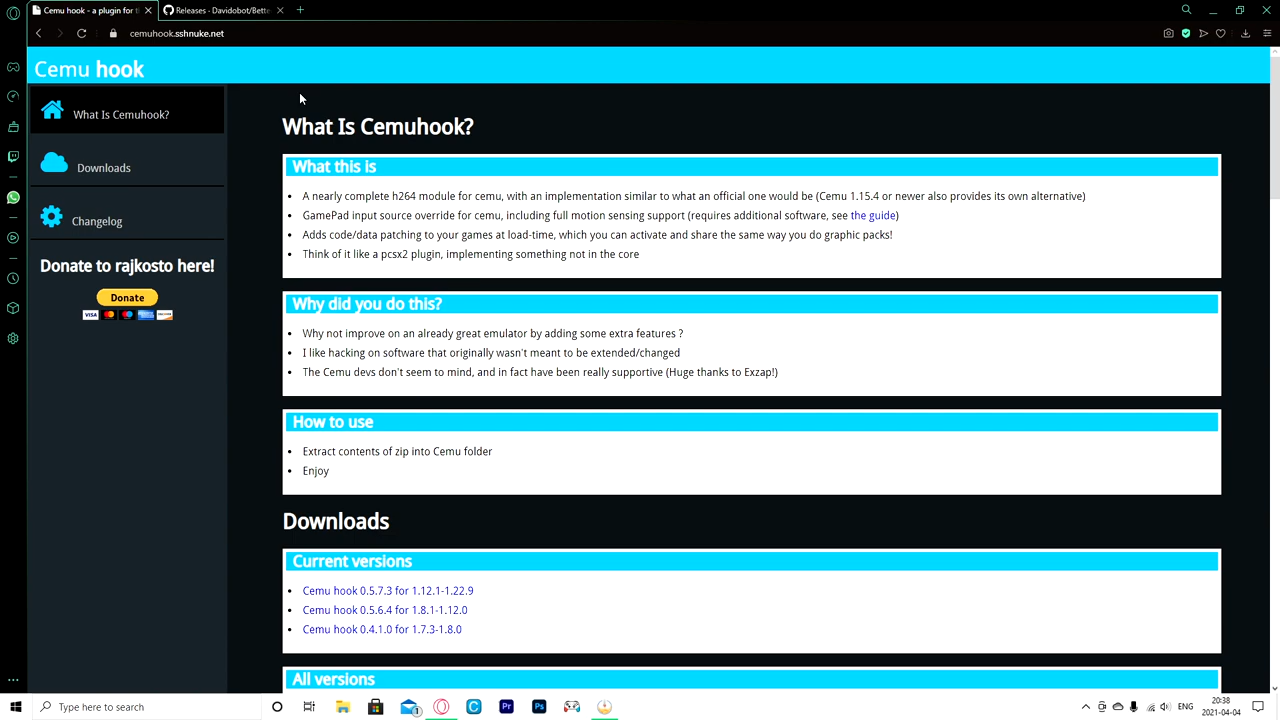 Cemu hook - a plugin for t
Releases - Davidobot/Bette
cemuhook.sshnuke.net
Cemu hook
What Is Cemuhook?
Downloads
Changelog
Donate to rajkosto here!
Donate
VISA
What Is Cemuhook?
What this is
A nearly complete h264 module for cemu, with an implementation similar to what an official one would be (Cemu 1.15.4 or newer also provides its own alternative)
GamePad input source override for cemu, including full motion sensing support (requires additional software, see the guide)
Adds code/data patching to your games at load-time, which you can activate and share the same way you do graphic packs!
Think of it like a pcsx2 plugin, implementing something not in the core
Why did you do this?
Why not improve on an already great emulator by adding some extra features ?
I like hacking on software that originally wasn't meant to be extended/changed
The Cemu devs don't seem to mind, and in fact have been really supportive (Huge thanks to Exzap!)
How to use
Extract contents of zip into Cemu folder
Enjoy
Downloads
Current versions
Cemu hook 0.5.7.3 for 1.12.1-1.22.9
Cemu hook 0.5.6.4 for 1.8.1-1.12.0
Cemu hook 0.4.1.0 for 1.7.3-1.8.0
All versions
Type here to search
1
Pr
Ps
ENG
20:38
2021-04-04